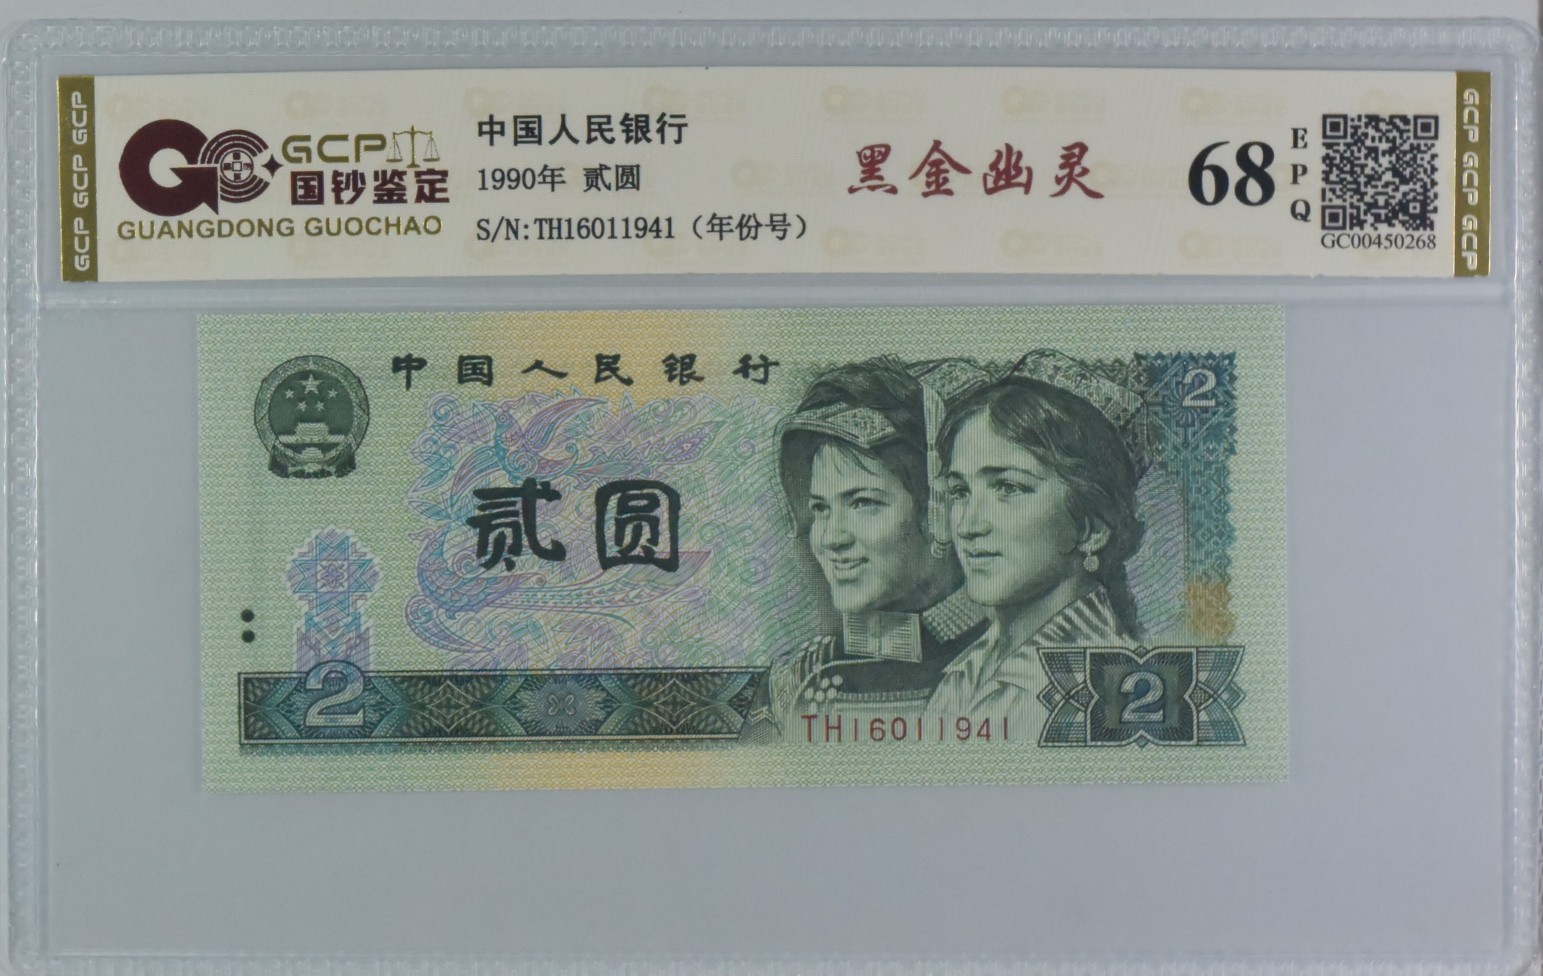 GCP GCP GCP
GCP
国钞鉴定
GUANGDONG GUOCHAO
中国人民银行
1990年 贰圆
S/N:TH16011941（年份号）
黑金幽灵
68
EPQ
GC00450268
GCP GCP GCP
中国人民银行
2
贰圆
2
TH16011941
2